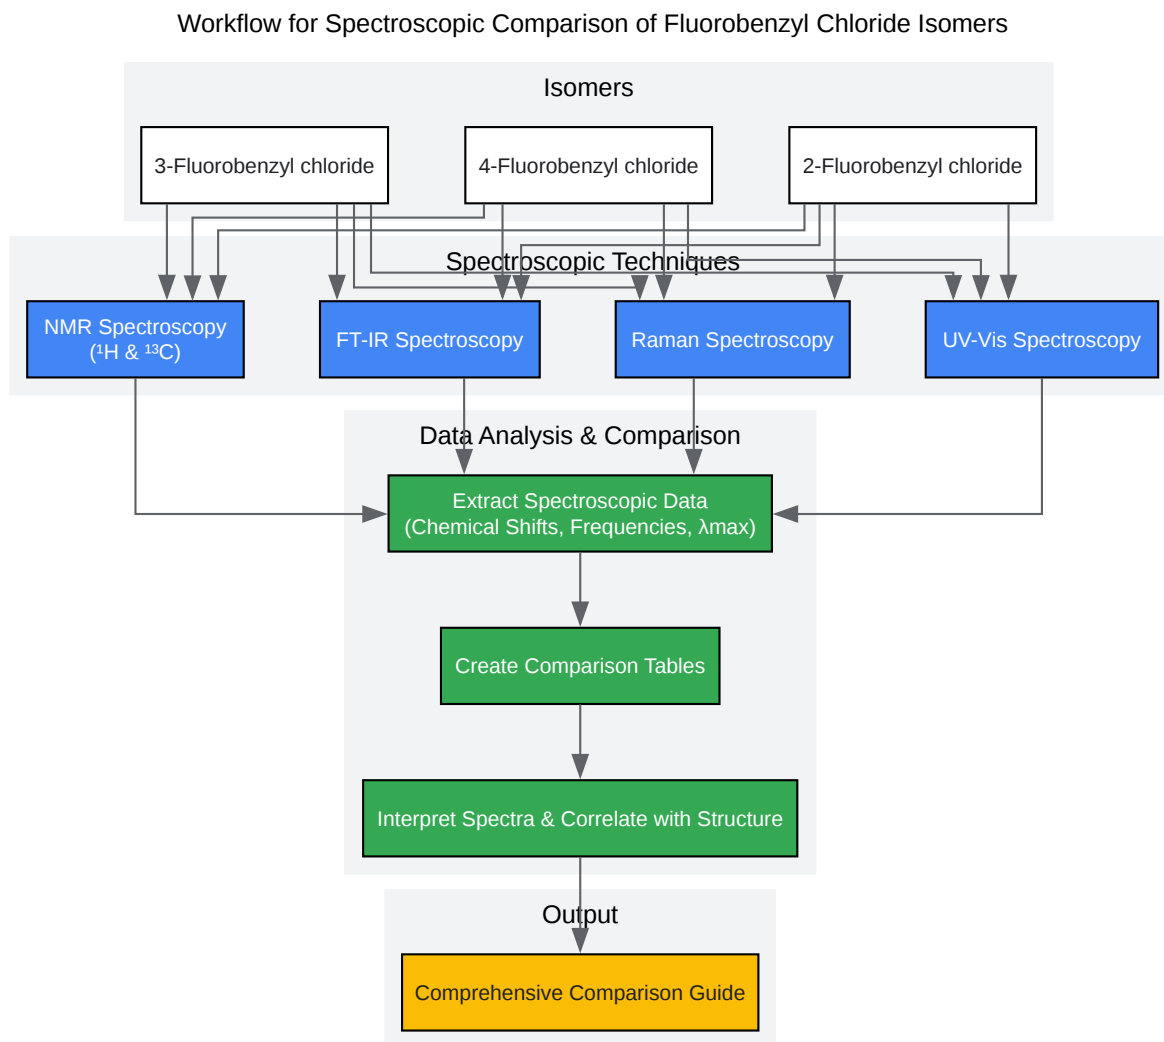 Workflow for Spectroscopic Comparison of Fluorobenzyl Chloride Isomers
Isomers
3-Fluorobenzyl chloride
4-Fluorobenzyl chloride
2-Fluorobenzyl chloride
Spectroscopic Techniques
NMR Spectroscopy
(¹H & ¹³C)
FT-IR Spectroscopy
Raman Spectroscopy
UV-Vis Spectroscopy
Data Analysis & Comparison
Extract Spectroscopic Data
(Chemical Shifts, Frequencies, λmax)
Create Comparison Tables
Interpret Spectra & Correlate with Structure
Output
Comprehensive Comparison Guide